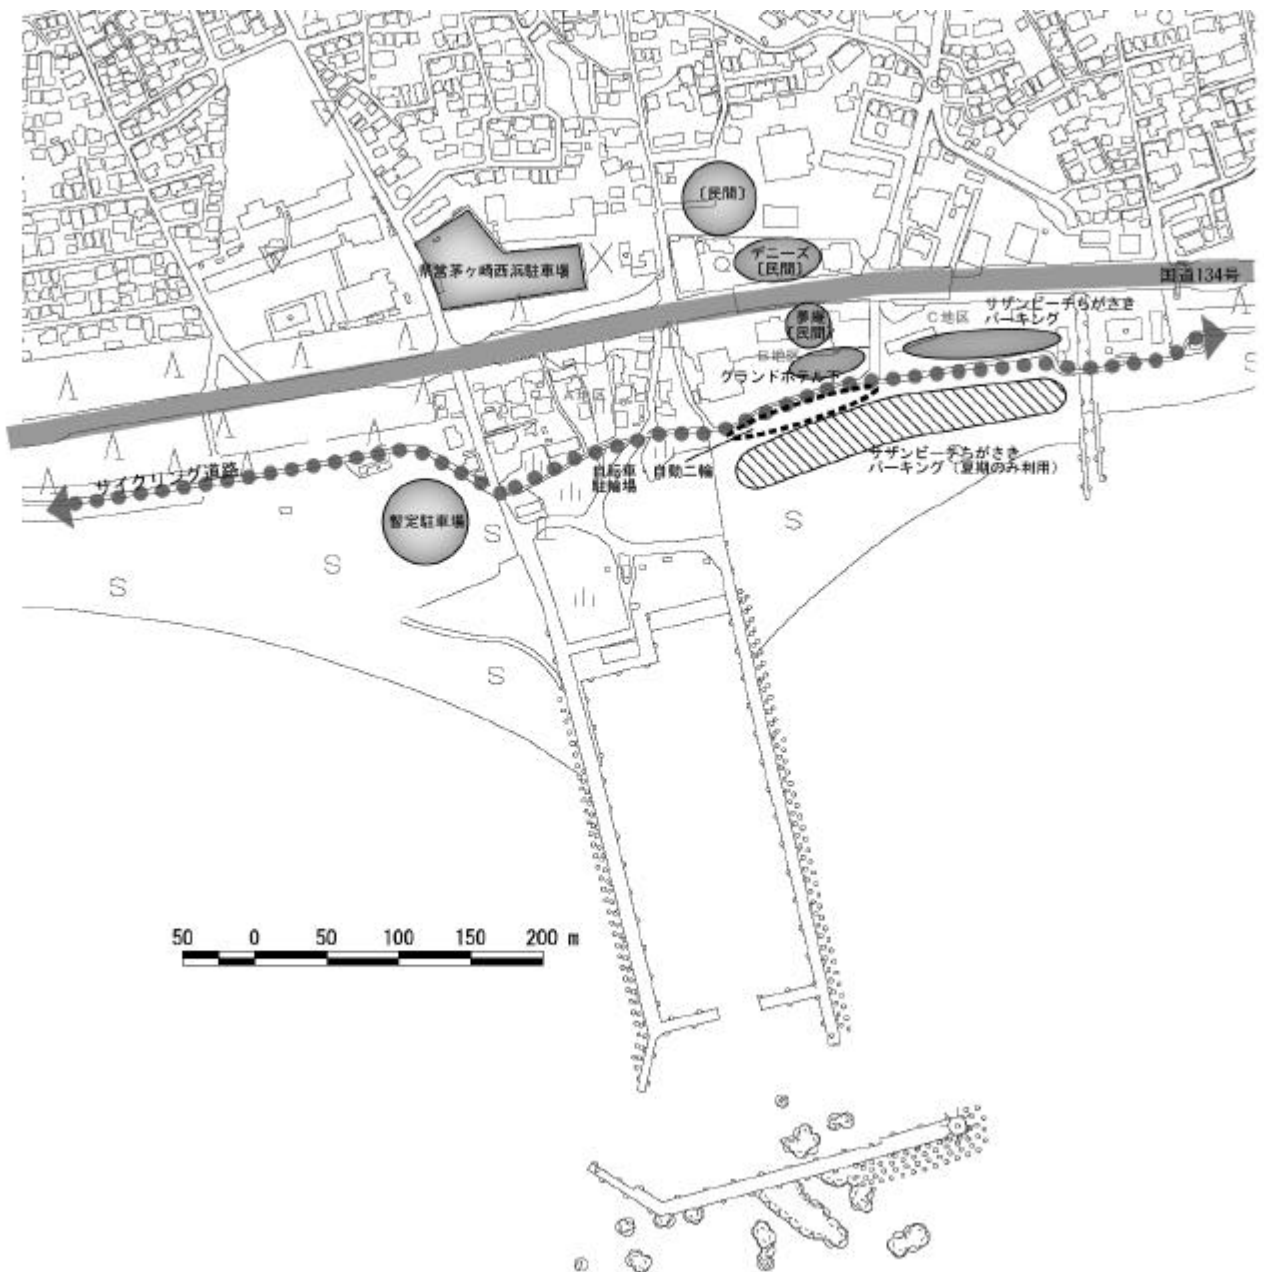 ［民間］
デニーズ
［民間］
県営茅ヶ崎西浜駐車場
国道134号
サザンビーチちがさき
パーキング
C地区
夢庵
［民間］
B地区
グランドホテル下
A地区
サザンビーチちがさき
パーキング（夏期のみ利用）
自転車・自動二輪
駐輪場
サイクリング道路
暫定駐車場
S
S
S
S
S
S
50 0 50 100 150 200 m